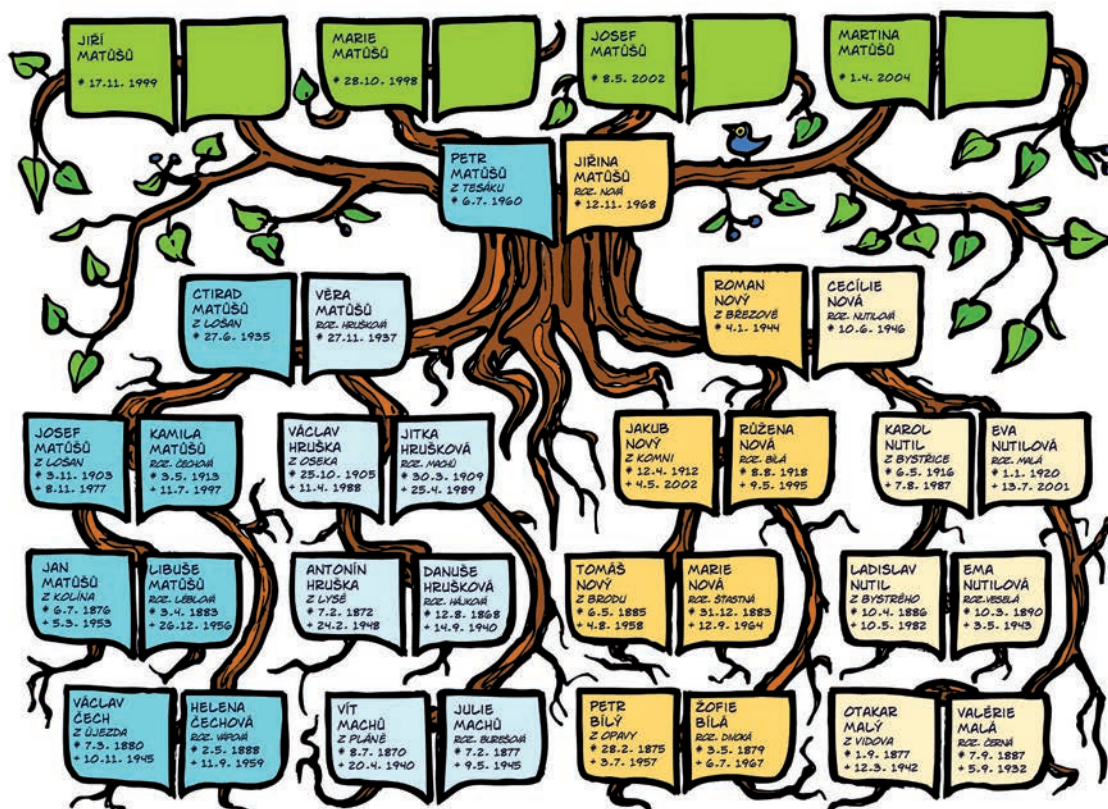 JIŘÍ
MATŮŠŮ
* 17.11. 1999
MARIE
MATŮŠŮ
* 28.10. 1998
JOSEF
MATŮŠŮ
* 8.5. 2002
MARTINA
MATŮŠŮ
* 1.4. 2004
PETR
MATŮŠŮ
Z TESÁKU
* 6.7. 1960
JIŘINA
MATŮŠŮ
ROZ. NOVÁ
* 12.11. 1968
CTIRAD
MATŮŠŮ
Z LOŠAN
* 27.6. 1935
VĚRA
MATŮŠŮ
ROZ. HRUŠKOVÁ
* 27.11. 1937
ROMAN
NOVÝ
Z BŘEZOVÉ
* 4.1. 1944
CECÍLIE
NOVÁ
ROZ. NUTILOVÁ
* 10.6. 1946
JOSEF
MATŮŠŮ
Z LOŠAN
* 3.11. 1903
+ 8.11. 1977
KAMILA
MATŮŠŮ
ROZ. ČECHOVÁ
* 3.5. 1913
+ 11.7. 1997
VÁCLAV
HRUŠKA
Z OSEKA
* 25.10. 1905
+ 11.4. 1988
JITKA
HRUŠKOVÁ
ROZ. MACHŮ
* 30.3. 1909
+ 25.4. 1989
JAKUB
NOVÝ
Z KOMNI
* 12.4. 1912
+ 4.5. 2002
RŮŽENA
NOVÁ
ROZ. BÍLÁ
* 8.8. 1918
+ 9.5. 1995
KAROL
NUTIL
Z BYSTŘICE
* 6.5. 1916
+ 7.8. 1987
EVA
NUTILOVÁ
ROZ. MALÁ
* 1.1. 1920
+ 13.7. 2001
JAN
MATŮŠŮ
Z KOLÍNA
* 6.7. 1876
+ 5.3. 1953
LIBUŠE
MATŮŠŮ
ROZ. LÉBLOVÁ
* 3.4. 1883
+ 26.12. 1956
ANTONÍN
HRUŠKA
Z LYSÉ
* 7.2. 1872
+ 24.2. 1948
DANUŠE
HRUŠKOVÁ
ROZ. HÁJKOVÁ
* 12.8. 1868
+ 14.9. 1940
TOMÁŠ
NOVÝ
Z BRODU
* 6.5. 1885
+ 4.8. 1958
MARIE
NOVÁ
ROZ. ŠŤASTNÁ
* 31.12. 1883
+ 12.9. 1964
LADISLAV
NUTIL
Z BYSTRÉHO
* 10.4. 1886
+ 10.5. 1982
EMA
NUTILOVÁ
ROZ. VESELÁ
* 10.3. 1890
+ 3.5. 1943
VÁCLAV
ČECH
Z ÚJEZDA
* 7.3. 1880
+ 10.11. 1945
HELENA
ČECHOVÁ
ROZ. VÁPOVÁ
* 2.5. 1888
+ 11.9. 1959
VÍT
MACHŮ
Z PLÁNĚ
* 8.7. 1870
+ 20.4. 1940
JULIE
MACHŮ
ROZ. BUREŠOVÁ
* 7.2. 1877
+ 9.5. 1945
PETR
BÍLÝ
Z OPAVY
* 28.2. 1875
+ 3.7. 1957
ŽOFIE
BÍLÁ
ROZ. DIVOKÁ
* 3.5. 1879
+ 6.7. 1967
OTAKAR
MALÝ
Z VIDOVA
* 1.9. 1877
+ 12.3. 1942
VALÉRIE
MALÁ
ROZ. ČERNÁ
* 7.9. 1887
+ 5.9. 1932